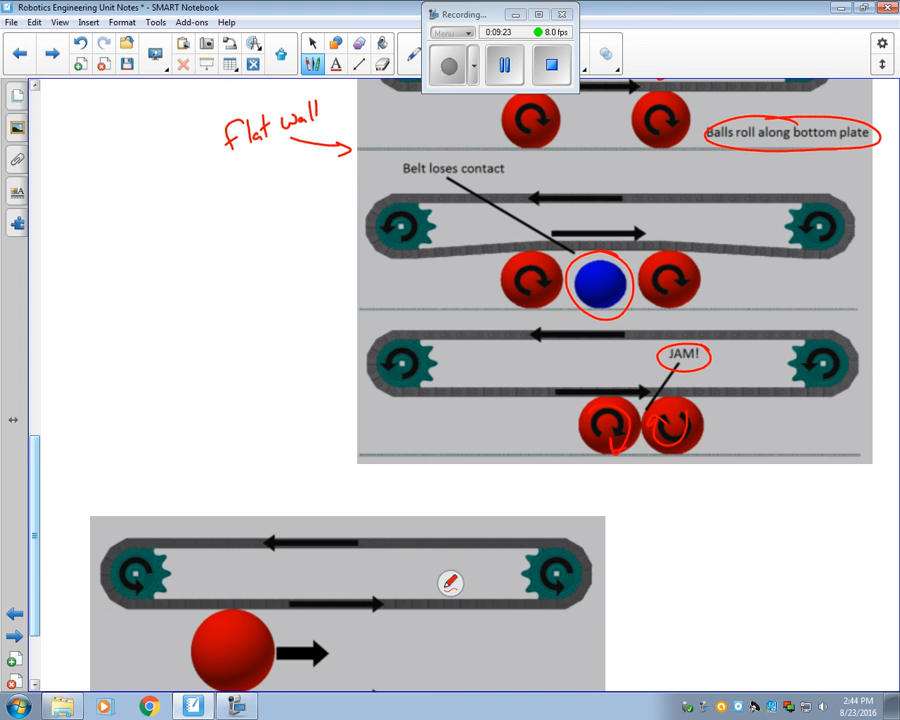 Robotics Engineering Unit Notes * - SMART Notebook
Recording...
File Edit View Insert Format Tools Add-ons Help
Menu
0:09:23
8.0 fps
A
flat wall
Balls roll along bottom plate
Belt loses contact
JAM!
2:44 PM
8/23/2016